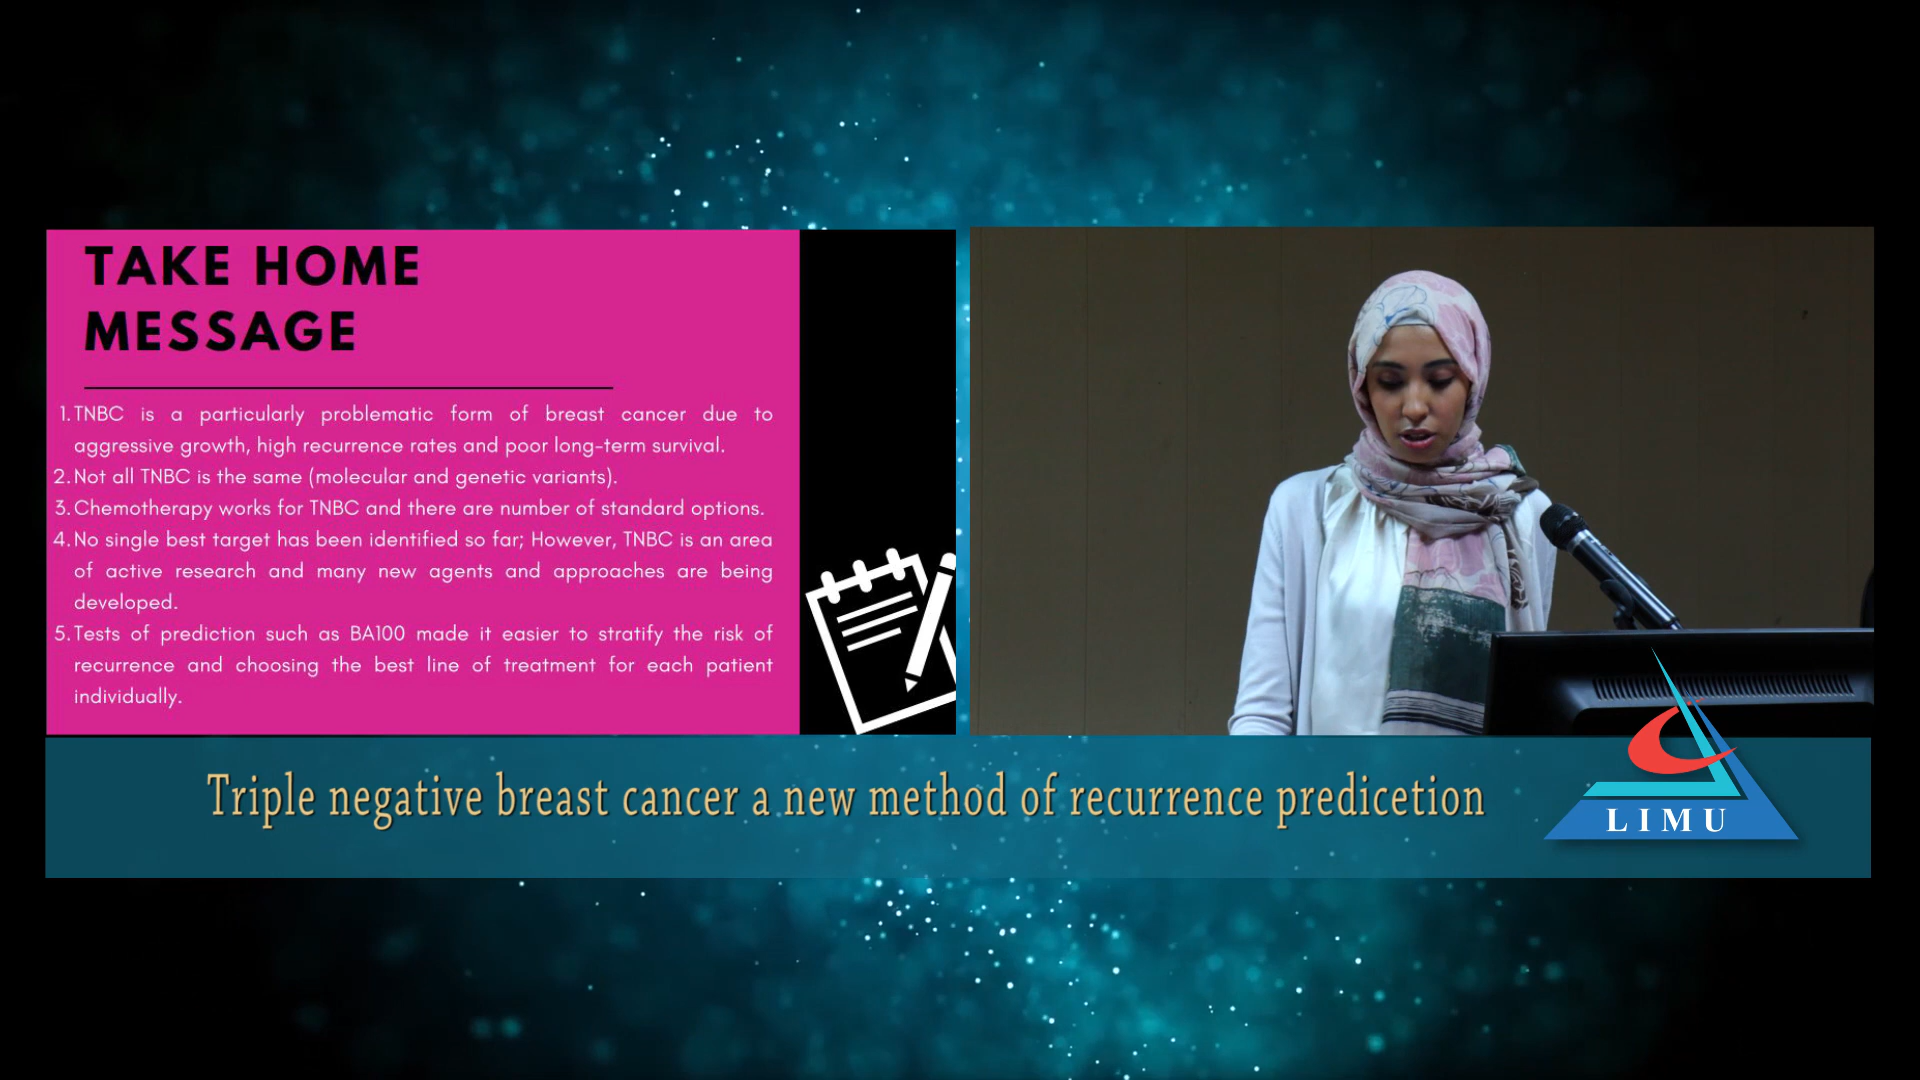 TAKE HOME
MESSAGE
1. TNBC is a particularly problematic form of breast cancer due to
aggressive growth, high recurrence rates and poor long-term survival.
2. Not all TNBC is the same (molecular and genetic variants).
3. Chemotherapy works for TNBC and there are number of standard options.
4. No single best target has been identified so far; However, TNBC is an area
of active research and many new agents and approaches are being
developed.
5. Tests of prediction such as BA100 made it easier to stratify the risk of
recurrence and choosing the best line of treatment for each patient
individually.
Triple negative breast cancer a new method of recurrence predicetion
LIMU